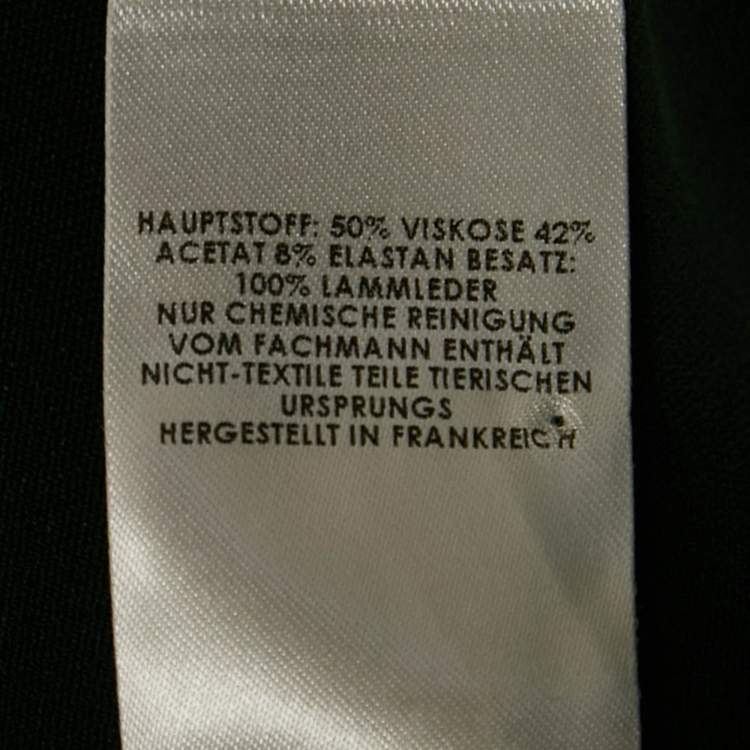 HAUPTSTOFF: 50% VISKOSE 42%
ACETAT 8% ELASTAN BESATZ:
100% LAMMLEDER
NUR CHEMISCHE REINIGUNG
VOM FACHMANN ENTHÄLT
NICHT-TEXTILE TEILE TIERISCHEN
URSPRUNGS
HERGESTELLT IN FRANKREICH